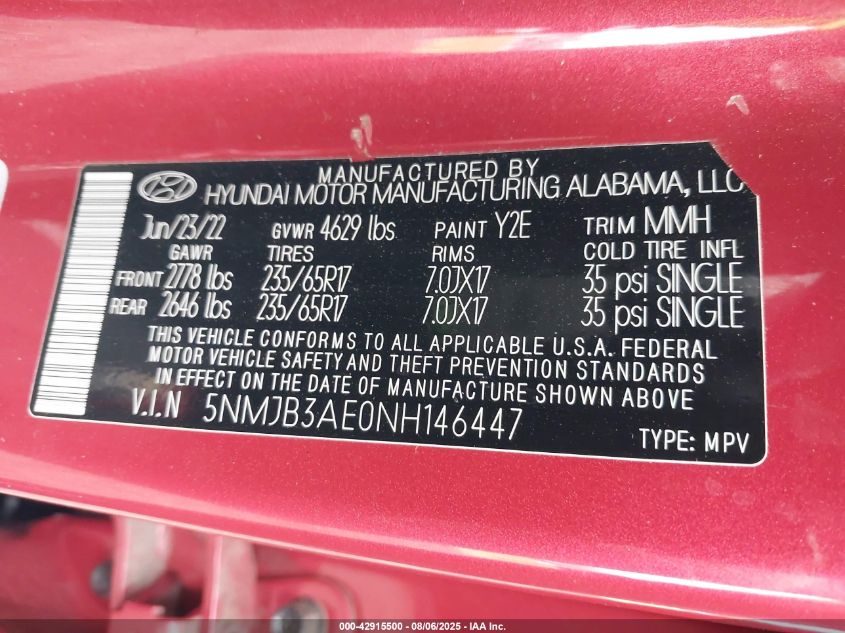 MANUFACTURED BY
HYUNDAI MOTOR MANUFACTURING ALABAMA, LLC
Jun/23/22 GVWR 4629 lbs PAINT Y2E TRIM MMH
GAWR TIRES RIMS COLD TIRE INFL
FRONT 2778 lbs 235/65R17 7.0JX17 35 psi SINGLE
REAR 2646 lbs 235/65R17 7.0JX17 35 psi SINGLE
THIS VEHICLE CONFORMS TO ALL APPLICABLE U.S.A. FEDERAL
MOTOR VEHICLE SAFETY AND THEFT PREVENTION STANDARDS
IN EFFECT ON THE DATE OF MANUFACTURE SHOWN ABOVE
V.I.N 5NMJB3AE0NH146447
TYPE: MPV
000-42915500 - 08/06/2025 - IAA Inc.